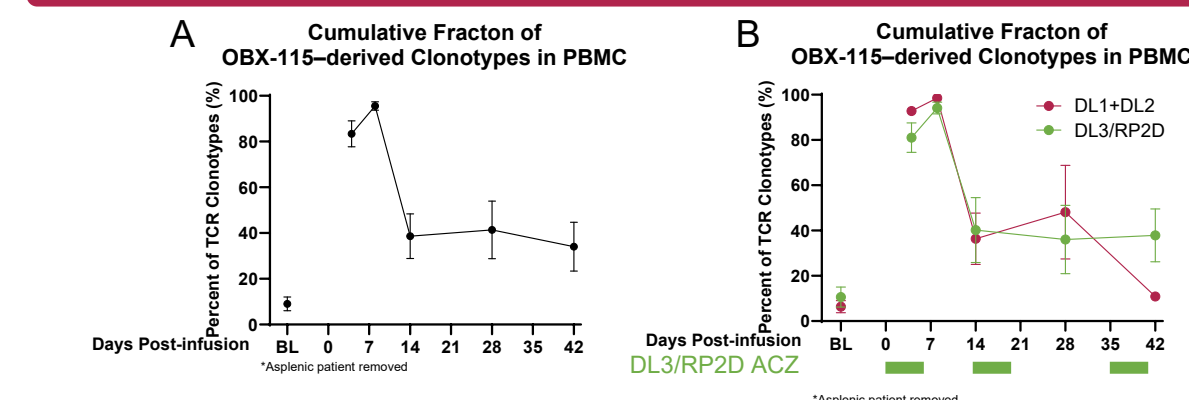 A
Cumulative Fracton of
OBX-115–derived Clonotypes in PBMC
Percent of TCR Clonotypes (%)
100
80
60
40
20
0
BL 0 7 14 21 28 35 42
Days Post-infusion
*Asplenic patient removed
B
Cumulative Fracton of
OBX-115–derived Clonotypes in PBMC
Percent of TCR Clonotypes (%)
100
80
60
40
20
0
DL1+DL2
DL3/RP2D
BL 0 7 14 21 28 35 42
Days Post-infusion
DL3/RP2D ACZ
*Asplenic patient removed